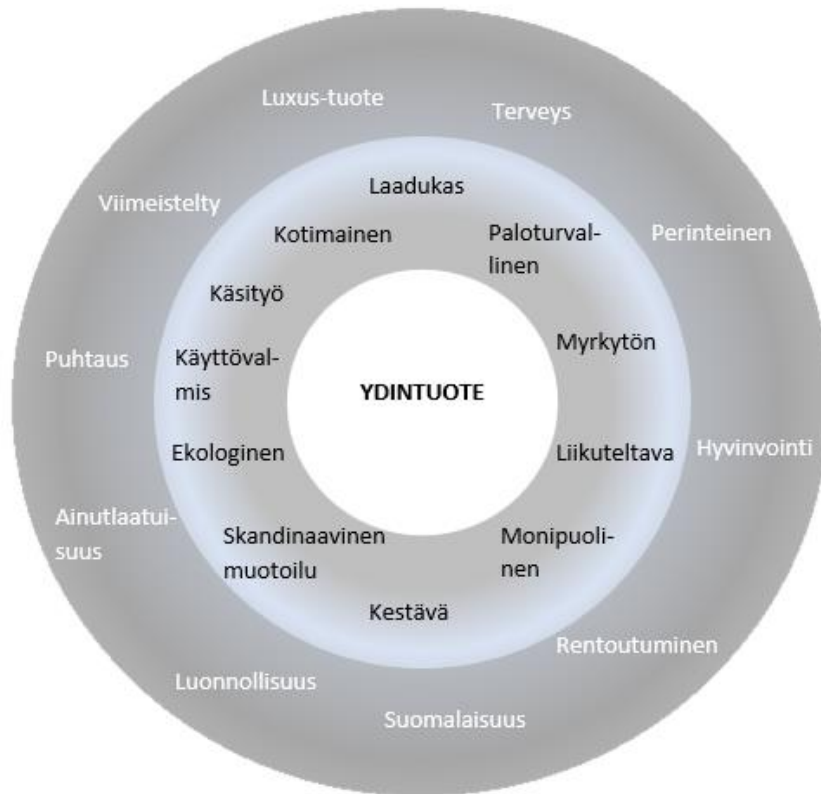 Luxus-tuote
Terveys
Viimeistelty
Perinteinen
Puhtaus
Hyvinvointi
Ainutlaatui-
suus
Rentoutuminen
Luonnollisuus
Suomalaisuus
Laadukas
Kotimainen
Paloturval-
linen
Käsityö
Myrkytön
Käyttöval-
mis
Ekologinen
Liikuteltava
Skandinaavinen
muotoilu
Monipuoli-
nen
Kestävä
YDINTUOTE